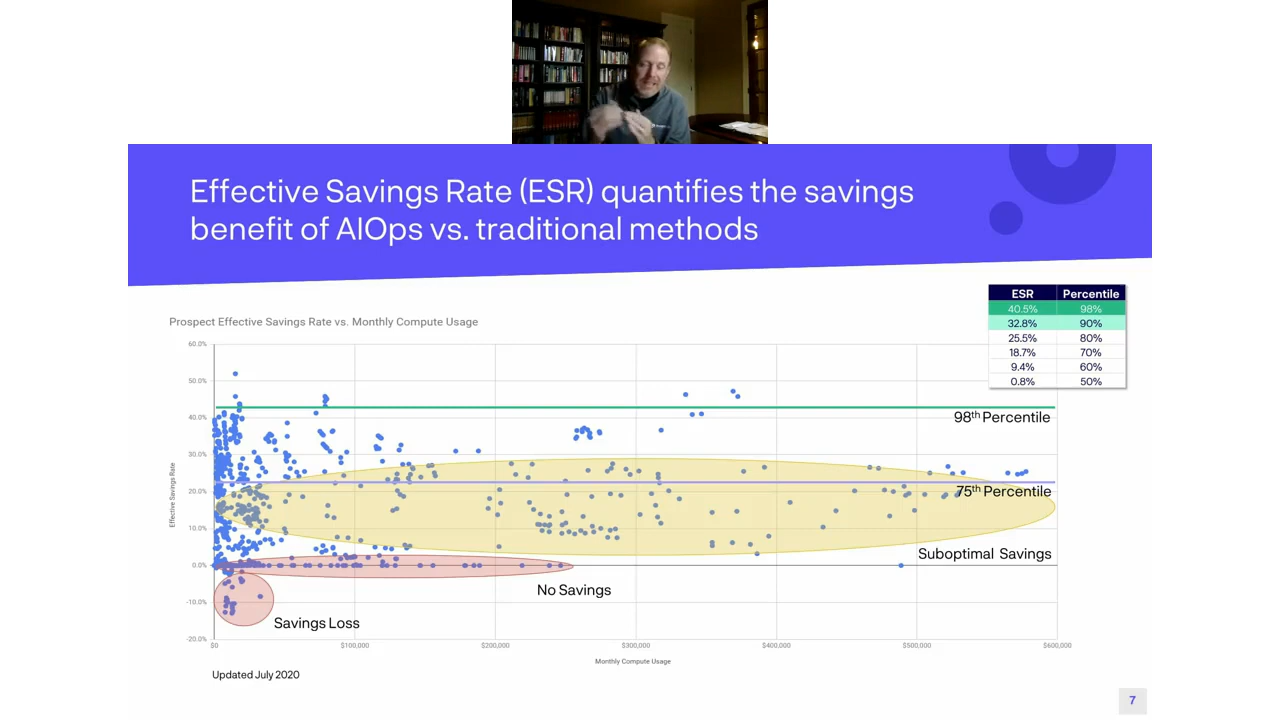 Effective Savings Rate (ESR) quantifies the savings
benefit of AIOps vs. traditional methods
ESR Percentile
40.5% 98%
32.8% 90%
25.5% 80%
18.7% 70%
9.4% 60%
0.8% 50%
Prospect Effective Savings Rate vs. Monthly Compute Usage
60.0%
50.0%
40.0%
30.0%
20.0%
10.0%
0.0%
-10.0%
-20.0%
Effective Savings Rate
98th Percentile
75th Percentile
Suboptimal Savings
No Savings
Savings Loss
$0 $100,000 $200,000 $300,000 $400,000 $500,000 $600,000
Monthly Compute Usage
Updated July 2020
7